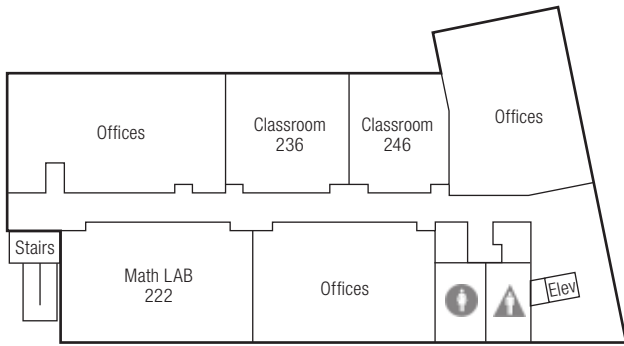 Offices
Classroom
236
Classroom
246
Offices
Stairs
Math LAB
222
Offices
Elev